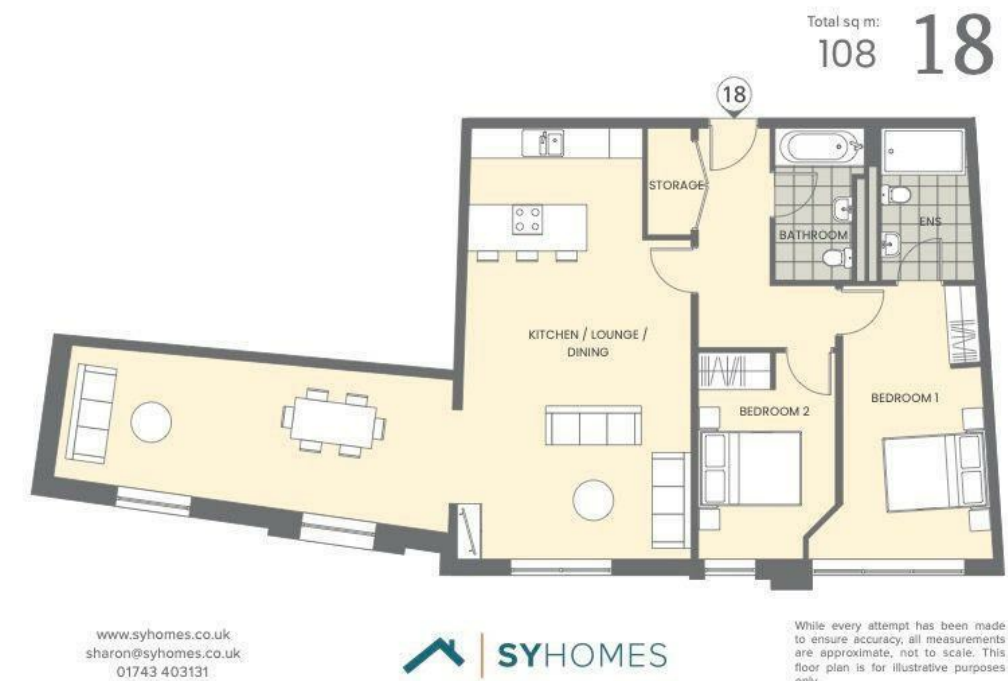 Total sq m:
108
18
18
STORAGE
BATHROOM
ENS
KITCHEN / LOUNGE /
DINING
BEDROOM 2
BEDROOM 1
www.syhomes.co.uk
sharon@syhomes.co.uk
01743 403131
SYHOMES
While every attempt has been made
to ensure accuracy, all measurements
are approximate, not to scale. This
floor plan is for illustrative purposes
only.